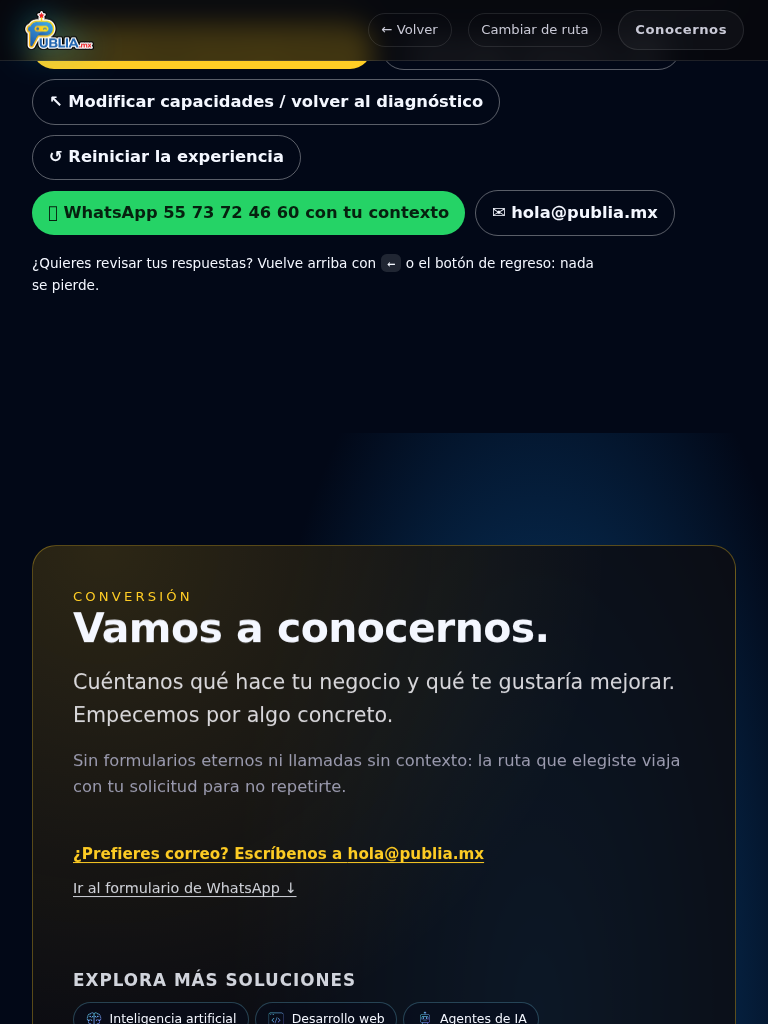 PUBLIA.mx
← Volver
Cambiar de ruta
Conocernos
↖ Modificar capacidades / volver al diagnóstico
↺ Reiniciar la experiencia
WhatsApp 55 73 72 46 60 con tu contexto
✉ hola@publia.mx
¿Quieres revisar tus respuestas? Vuelve arriba con ← o el botón de regreso: nada
se pierde.
CONVERSIÓN
Vamos a conocernos.
Cuéntanos qué hace tu negocio y qué te gustaría mejorar.
Empecemos por algo concreto.
Sin formularios eternos ni llamadas sin contexto: la ruta que elegiste viaja
con tu solicitud para no repetirte.
¿Prefieres correo? Escríbenos a hola@publia.mx
Ir al formulario de WhatsApp ↓
EXPLORA MÁS SOLUCIONES
Inteligencia artificial
Desarrollo web
Agentes de IA